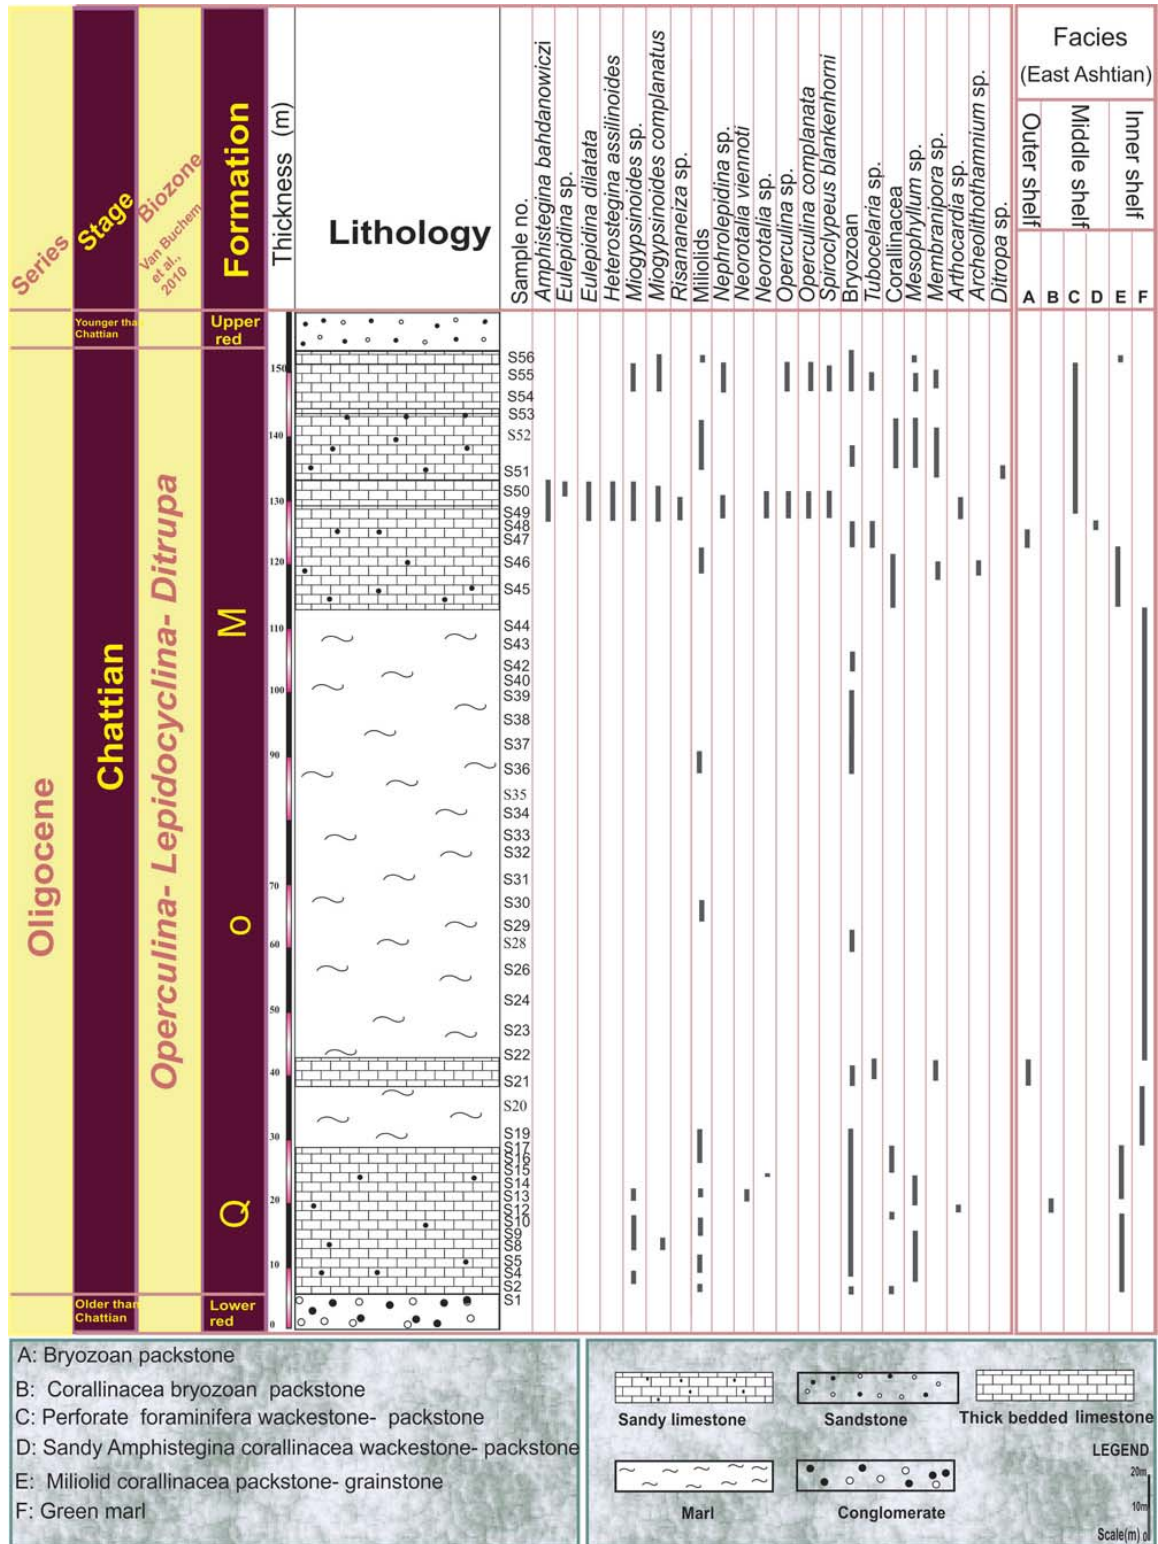 Series
Stage
Biozone
Van Buchem
et al.,
2010
Formation
Thickness (m)
Lithology
Sample no.
Amphistegina bahdanowiczi
Eulepidina sp.
Eulepidina dilatata
Heterostegina assilinoides
Miogypsinoides sp.
Miogypsinoides complanatus
Risananeiza sp.
Miliolids
Nephrolepidina sp.
Neorotalia viennoti
Neorotalia sp.
Operculina sp.
Operculina complanata
Spiroclypeus blankenhorni
Bryozoan
Tubocelaria sp.
Corallinacea
Mesophyllum sp.
Membranipora sp.
Arthocardia sp.
Archeolithothamnium sp.
Ditropa sp.
Facies
(East Ashtian)
Outer shelf
Middle shelf
Inner shelf
A B C D E F
Younger than
Chattian
Upper
red
Oligocene
Chattian
Operculina- Lepidocyclina- Ditrupa
M
o
Q
Older than
Chattian
Lower
red
150
140
130
120
110
100
90
70
60
50
40
30
20
10
0
S56
S55
S54
S53
S52
S51
S50
S49
S48
S47
S46
S45
S44
S43
S42
S40
S39
S38
S37
S36
S35
S34
S33
S32
S31
S30
S29
S28
S26
S24
S23
S22
S21
S20
S19
S17
S16
S15
S14
S13
S12
S10
S9
S8
S5
S4
S2
S1
A: Bryozoan packstone
B: Corallinacea bryozoan packstone
C: Perforate foraminifera wackestone- packstone
D: Sandy Amphistegina corallinacea wackestone- packstone
E: Miliolid corallinacea packstone- grainstone
F: Green marl
Sandy limestone
Sandstone
Thick bedded limestone
LEGEND
Marl
Conglomerate
20m
10m
Scale(m) 0